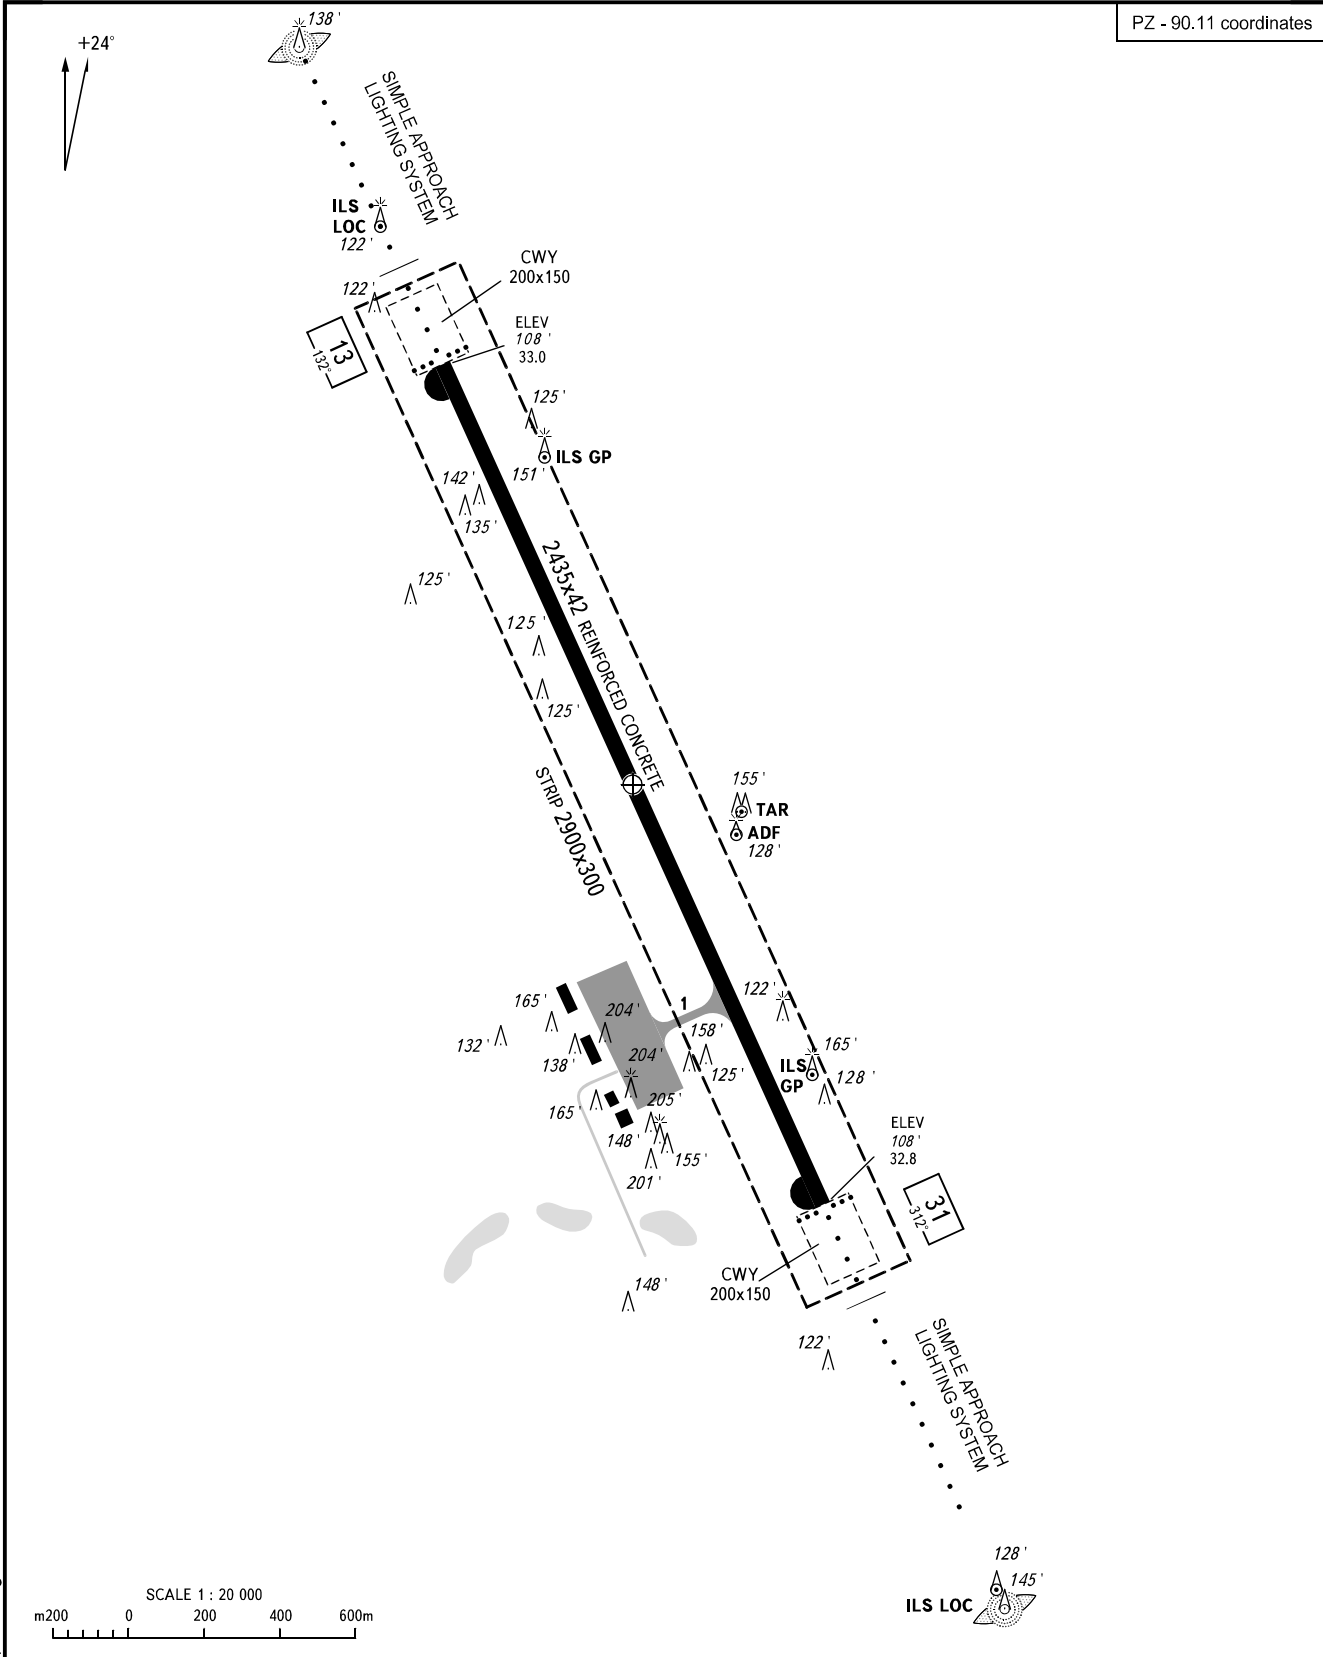 138'
PZ - 90.11 coordinates
+24°
SIMPLE APPROACH
LIGHTING SYSTEM
ILS
LOC
122'
CWY
200x150
122'
13
132°
ELEV
108'
33.0
125'
ILS GP
151'
142'
135'
2435x42 REINFORCED CONCRETE
125'
125'
125'
STRIP 2900x300
155'
TAR
ADF
128'
165'
204'
1
122'
132'
138'
204'
158'
125'
165'
ILS
GP
128'
165'
205'
148'
155'
201'
ELEV
108'
32.8
31
312°
CWY
200x150
148'
122'
SIMPLE APPROACH
LIGHTING SYSTEM
128'
145'
ILS LOC
SCALE 1 : 20 000
m200 0 200 400 600m